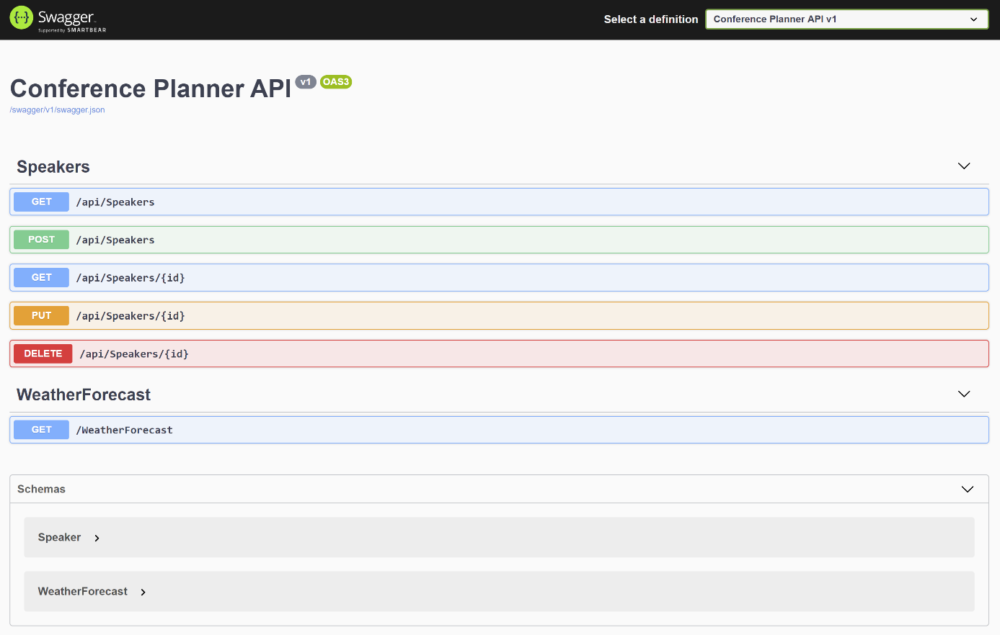 Swagger
Supported by SMARTBEAR
Select a definition
Conference Planner API v1
Conference Planner API v1 OAS3
/swagger/v1/swagger.json
Speakers
GET /api/Speakers
POST /api/Speakers
GET /api/Speakers/{id}
PUT /api/Speakers/{id}
DELETE /api/Speakers/{id}
WeatherForecast
GET /WeatherForecast
Schemas
Speaker
WeatherForecast